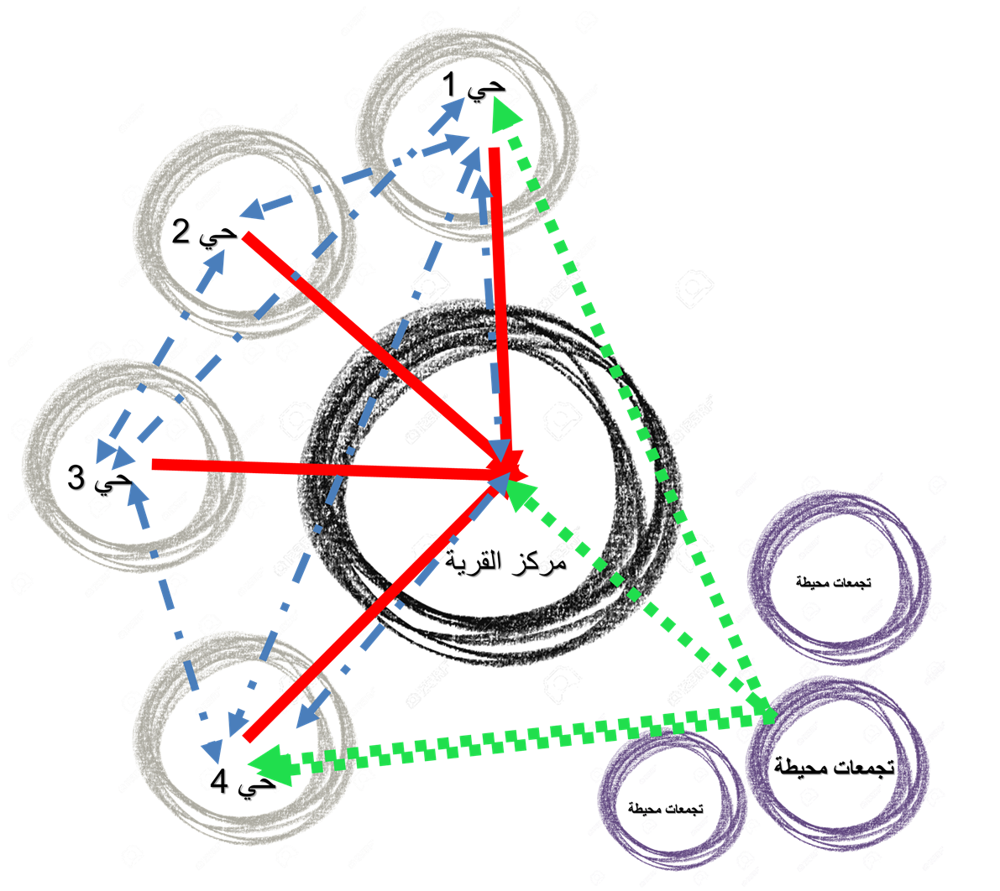 حي 1
حي 2
حي 3
مركز القرية
تجمعات محيطة
حي 4
تجمعات محيطة
تجمعات محيطة